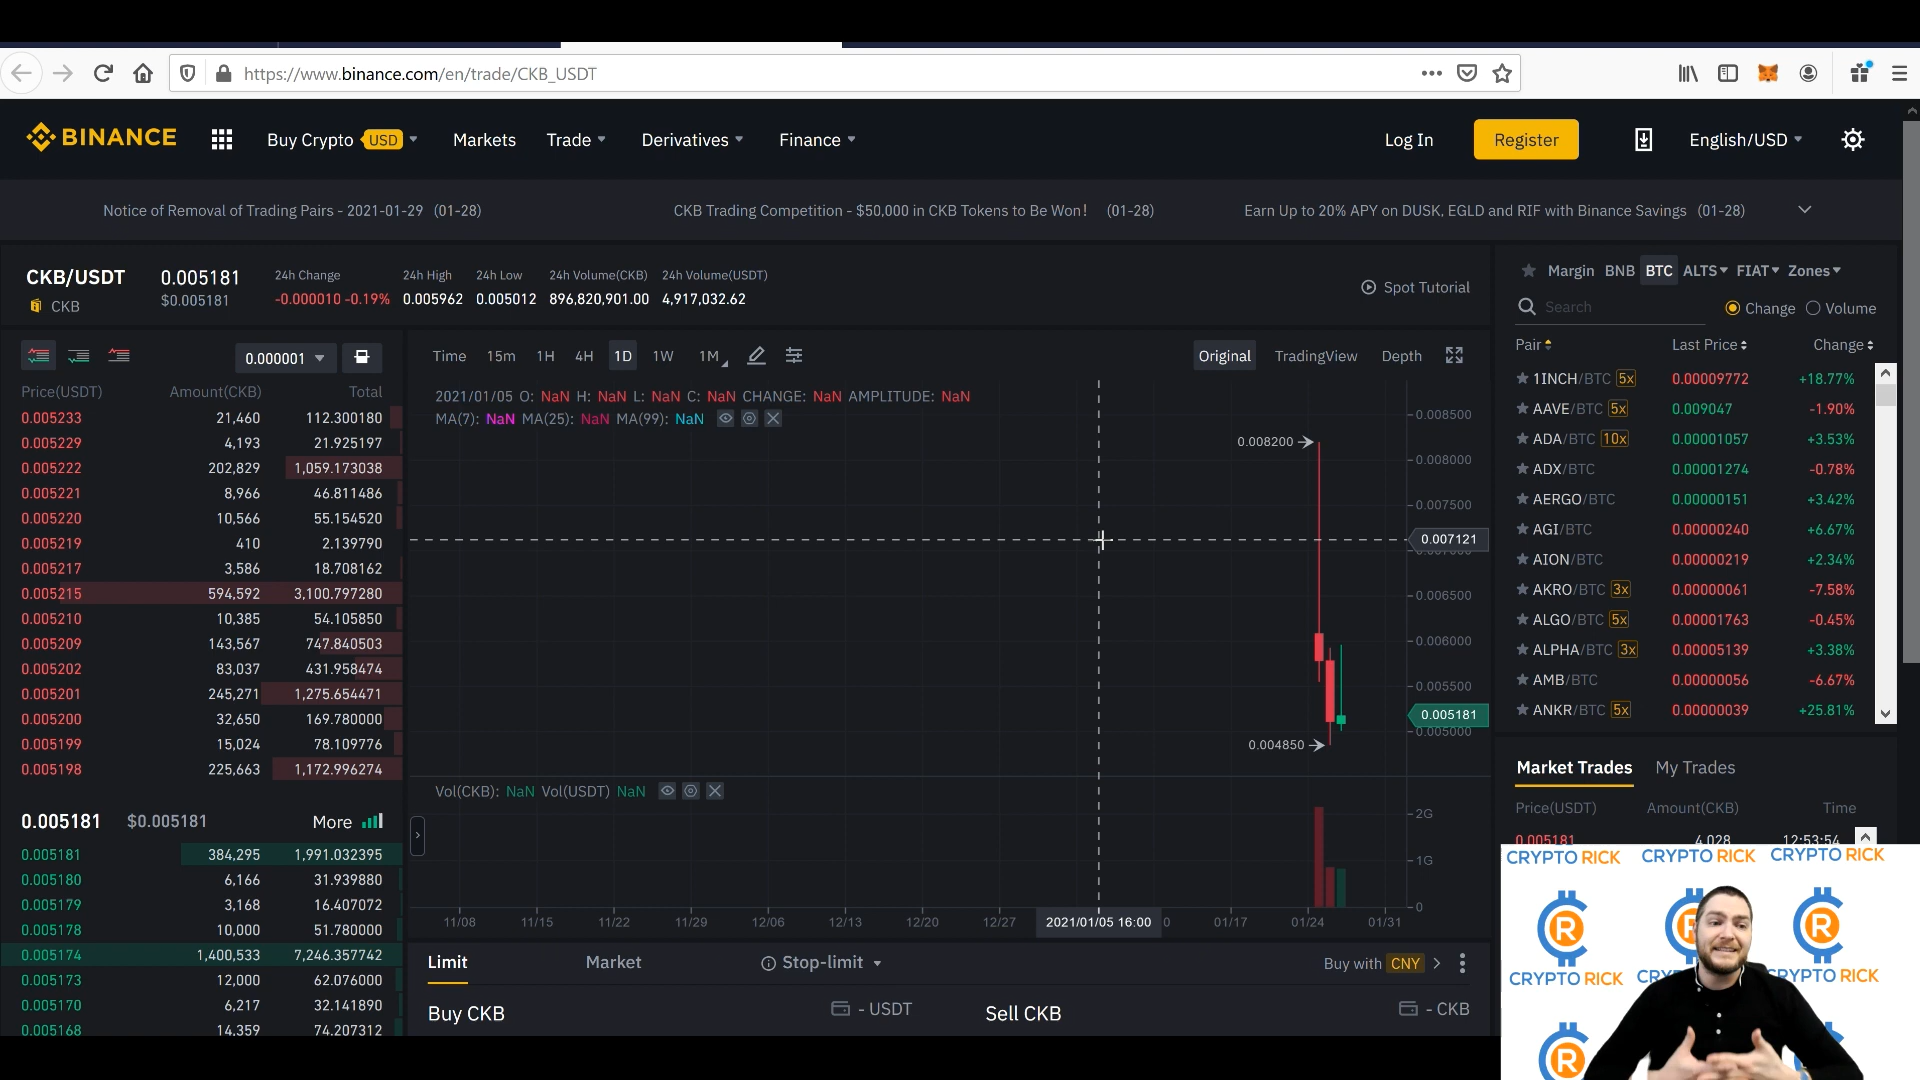 https://www.binance.com/en/trade/CKB_USDT
BINANCE
Buy Crypto USD Markets Trade Derivatives Finance Log In Register English/USD
Notice of Removal of Trading Pairs - 2021-01-29 (01-28) CKB Trading Competition - $50,000 in CKB Tokens to Be Won! (01-28) Earn Up to 20% APY on DUSK, EGLD and RIF with Binance Savings (01-28)
CKB/USDT 0.005181 24h Change 24h High 24h Low 24h Volume(CKB) 24h Volume(USDT)
CKB $0.005181 -0.000010 -0.19% 0.005962 0.005012 896,820,901.00 4,917,032.62
Spot Tutorial
0.000001
Price(USDT) Amount(CKB) Total
0.005233 21,460 112.300180
0.005229 4,193 21.925197
0.005222 202,829 1,059.173038
0.005221 8,966 46.811486
0.005220 10,566 55.154520
0.005219 410 2.139790
0.005217 3,586 18.708162
0.005215 594,592 3,100.797280
0.005210 10,385 54.105850
0.005209 143,567 747.840503
0.005202 83,037 431.958474
0.005201 245,271 1,275.654471
0.005200 32,650 169.780000
0.005199 15,024 78.109776
0.005198 225,663 1,172.996274
0.005181 $0.005181 More
0.005181 384,295 1,991.032395
0.005180 6,166 31.939880
0.005179 3,168 16.407072
0.005178 10,000 51.780000
0.005174 1,400,533 7,246.357742
0.005173 12,000 62.076000
0.005170 6,217 32.141890
0.005168 14,359 74.207312
Time 15m 1H 4H 1D 1W 1M Original TradingView Depth
2021/01/05 O: NaN H: NaN L: NaN C: NaN CHANGE: NaN AMPLITUDE: NaN
MA(7): NaN MA(25): NaN MA(99): NaN
0.008500
0.008200
0.008000
0.007500
0.007121
0.006500
0.006000
0.005500
0.005181
0.005000
0.004850
Vol(CKB): NaN Vol(USDT) NaN
2G
1G
0
11/08 11/15 11/22 11/29 12/06 12/13 12/20 12/27 2021/01/05 16:00 0 01/17 01/24 01/31
Limit Market Stop-limit Buy with CNY
Buy CKB - USDT Sell CKB - CKB
Margin BNB BTC ALTS FIAT Zones
Search Change Volume
Pair Last Price Change
1INCH/BTC 5x 0.00009772 +18.77%
AAVE/BTC 5x 0.009047 -1.90%
ADA/BTC 10x 0.00001057 +3.53%
ADX/BTC 0.00001274 -0.78%
AERGO/BTC 0.00000151 +3.42%
AGI/BTC 0.00000240 +6.67%
AION/BTC 0.00000219 +2.34%
AKRO/BTC 3x 0.00000061 -7.58%
ALGO/BTC 5x 0.00001763 -0.45%
ALPHA/BTC 3x 0.00005139 +3.38%
AMB/BTC 0.00000056 -6.67%
ANKR/BTC 5x 0.00000039 +25.81%
Market Trades My Trades
Price(USDT) Amount(CKB) Time
0.005181 4,028 12:53:54
CRYPTO RICK CRYPTO RICK CRYPTO RICK
CRYPTO RICK CRYPTO RICK